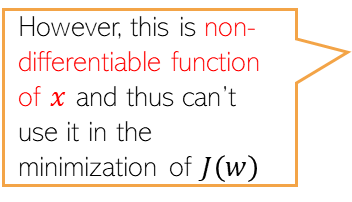 However, this is non-
differentiable function
of x and thus can't
use it in the
minimization of J(w)